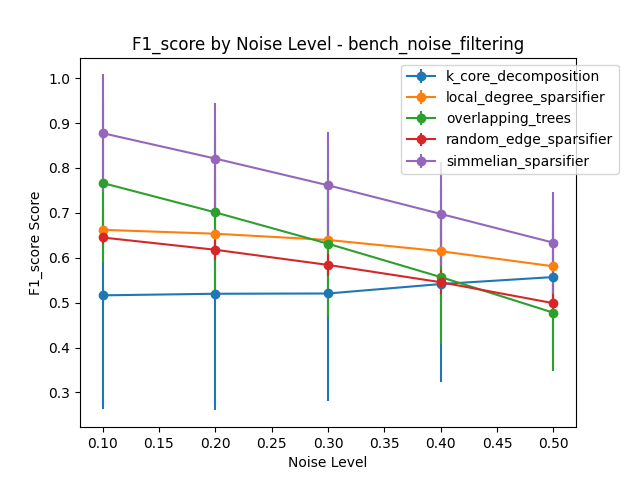 F1_score by Noise Level - bench_noise_filtering
k_core_decomposition
local_degree_sparsifier
overlapping_trees
random_edge_sparsifier
simmelian_sparsifier
F1_score Score
1.0
0.9
0.8
0.7
0.6
0.5
0.4
0.3
0.10 0.15 0.20 0.25 0.30 0.35 0.40 0.45 0.50
Noise Level